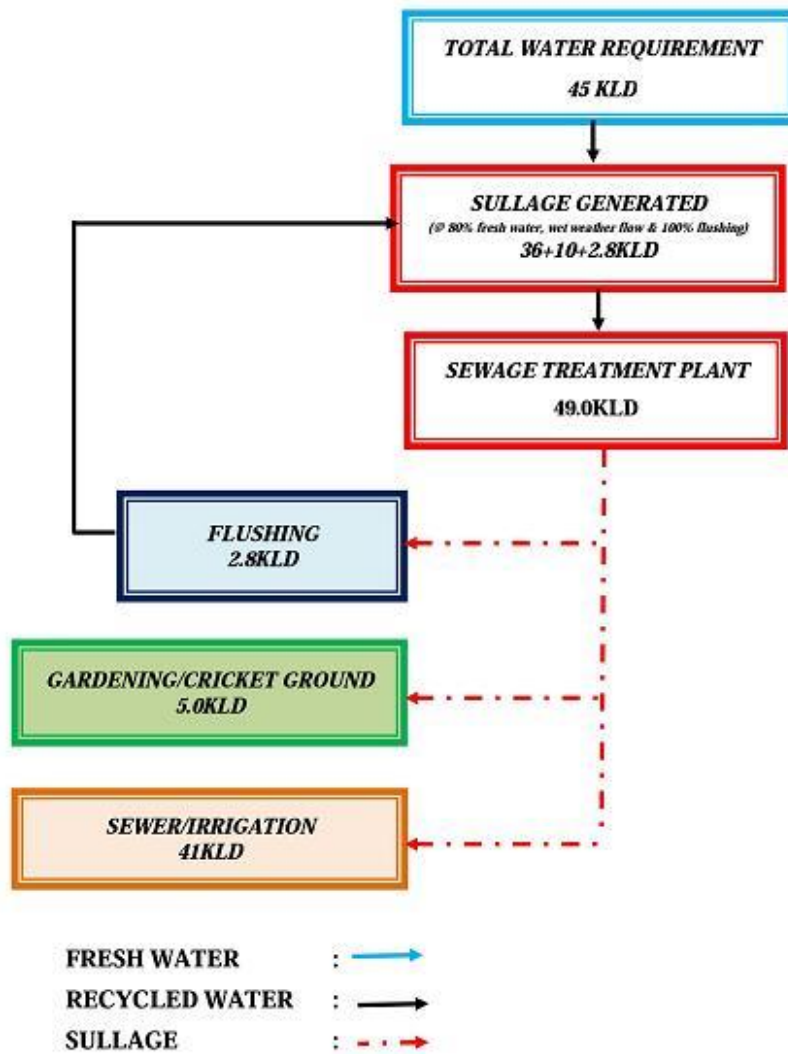 TOTAL WATER REQUIREMENT
45 KLD
SULLAGE GENERATED
(@ 80% fresh water, wet weather flow & 100% flushing)
36+10+2.8KLD
SEWAGE TREATMENT PLANT
49.0KLD
FLUSHING
2.8KLD
GARDENING/CRICKET GROUND
5.0KLD
SEWER/IRRIGATION
41KLD
FRESH WATER :
RECYCLED WATER :
SULLAGE :